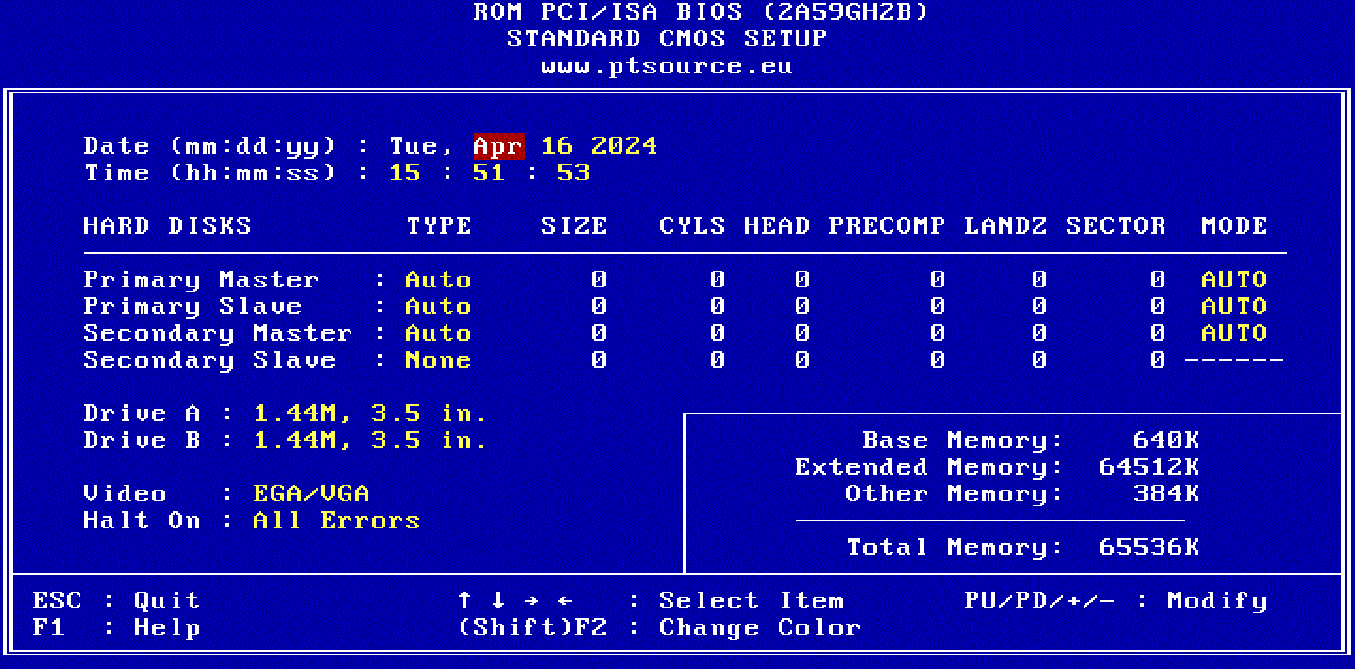 ROM PCI/ISA BIOS (2A59GH2B)
STANDARD CMOS SETUP
www.ptsource.eu
Date (mm:dd:yy) : Tue, Apr 16 2024
Time (hh:mm:ss) : 15 : 51 : 53
HARD DISKS TYPE SIZE CYLS HEAD PRECOMP LANDZ SECTOR MODE
Primary Master : Auto 0 0 0 0 0 0 AUTO
Primary Slave : Auto 0 0 0 0 0 0 AUTO
Secondary Master : Auto 0 0 0 0 0 0 AUTO
Secondary Slave : None 0 0 0 0 0 0 ------
Drive A : 1.44M, 3.5 in.
Drive B : 1.44M, 3.5 in.
Video : EGA/VGA
Halt On : All Errors
Base Memory: 640K
Extended Memory: 64512K
Other Memory: 384K
Total Memory: 65536K
ESC : Quit ↑ ↓ → ← : Select Item PU/PD/+/- : Modify
F1 : Help (Shift)F2 : Change Color